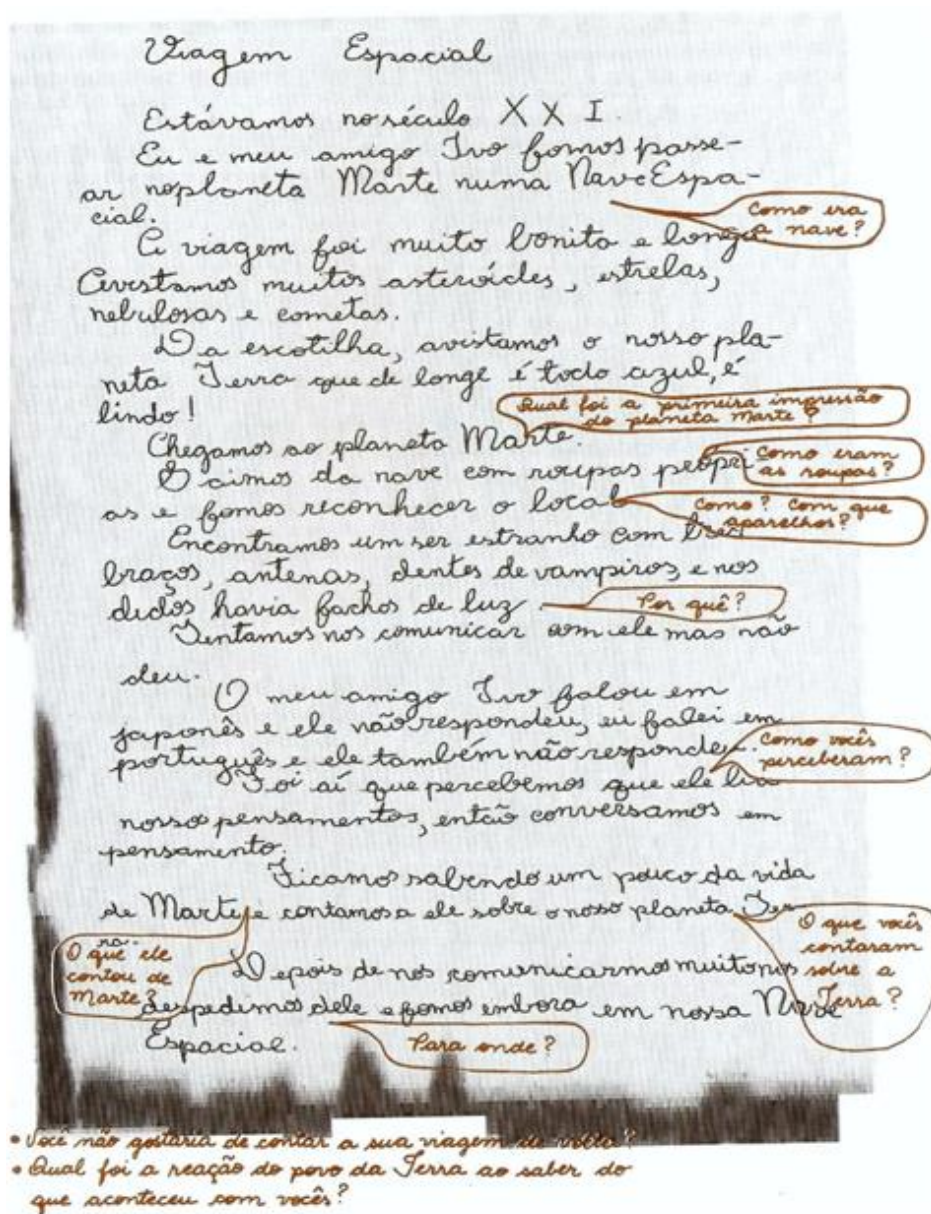 Viagem Espacial
Estávamos no século XXI
Eu e meu amigo Ivo fomos passe-
ar no planeta Marte numa Nave Espa-
cial.
Como era
a nave?
A viagem foi muito bonita e longa.
Avistamos muitos asteróides, estrelas,
nebulosas e cometas.
Da escotilha, avistamos o nosso pla-
neta Terra que de longe é todo azul, é
lindo!
Qual foi a primeira impressão
do planeta Marte?
Chegamos ao planeta Marte.
Saimos da nave com roupas própri-
as e fomos reconhecer o local
Como eram
as roupas?
Como? Com que
aparelhos?
Encontramos um ser estranho com três
braços, antenas, dentes de vampiros, e nos
dedos havia fachos de luz
Por quê?
Tentamos nos comunicar com ele mas não
deu.
O meu amigo Ivo falou em
japonês e ele não respondeu, eu falei em
português e ele também não respondeu.
Como vocês
perceberam?
Foi aí que percebemos que ele lia
nosso pensamentos, então conversamos em
pensamento.
Ficamos sabendo um pouco da vida
de Marte e contamos a ele sobre o nosso planeta Ter
ra.
O que ele
contou de
Marte?
O que vocês
contaram
sobre a
Terra?
Depois de nos comunicarmos muito nos
despedimos dele e fomos embora em nossa Nave
Espacial.
Para onde?
• Você não gostaria de contar a sua viagem de volta?
• Qual foi a reação do povo da Terra ao saber do
que aconteceu com vocês?